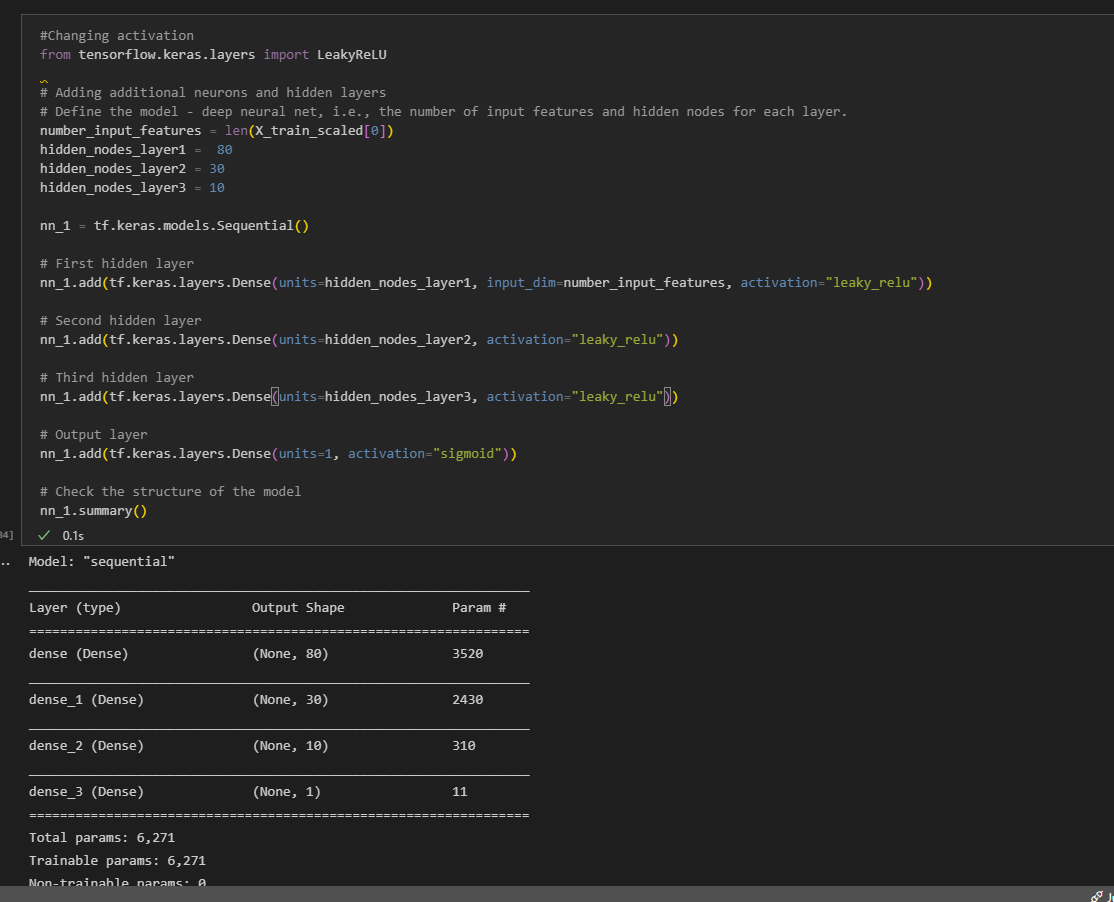 #Changing activation
from tensorflow.keras.layers import LeakyReLU
# Adding additional neurons and hidden layers
# Define the model - deep neural net, i.e., the number of input features and hidden nodes for each layer.
number_input_features = len(X_train_scaled[0])
hidden_nodes_layer1 =  80
hidden_nodes_layer2 = 30
hidden_nodes_layer3 = 10
nn_1 = tf.keras.models.Sequential()
# First hidden layer
nn_1.add(tf.keras.layers.Dense(units=hidden_nodes_layer1, input_dim=number_input_features, activation="leaky_relu"))
# Second hidden layer
nn_1.add(tf.keras.layers.Dense(units=hidden_nodes_layer2, activation="leaky_relu"))
# Third hidden layer
nn_1.add(tf.keras.layers.Dense(units=hidden_nodes_layer3, activation="leaky_relu"))
# Output layer
nn_1.add(tf.keras.layers.Dense(units=1, activation="sigmoid"))
# Check the structure of the model
nn_1.summary()
34] ✓ 0.1s
Model: "sequential"
Layer (type) Output Shape Param #
=================================================================
dense (Dense) (None, 80) 3520
dense_1 (Dense) (None, 30) 2430
dense_2 (Dense) (None, 10) 310
dense_3 (Dense) (None, 1) 11
=================================================================
Total params: 6,271
Trainable params: 6,271
Non-trainable params: 0